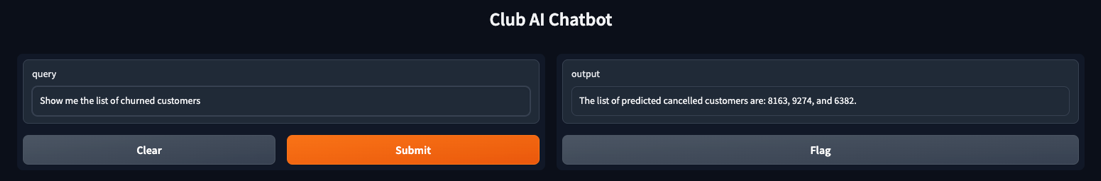 Club AI Chatbot
query
Show me the list of churned customers
Clear
Submit
output
The list of predicted cancelled customers are: 8163, 9274, and 6382.
Flag